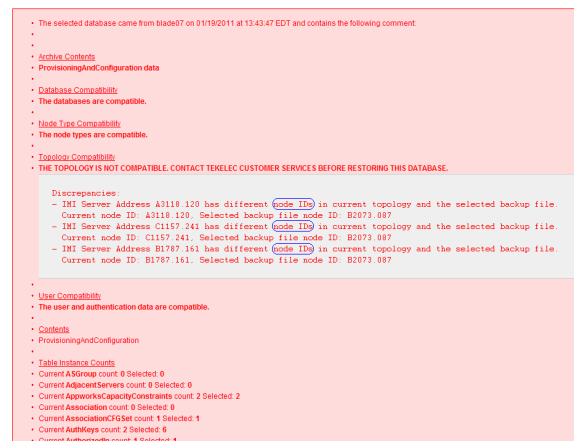 The selected database came from blade07 on 01/19/2011 at 13:43:47 EDT and contains the following comment:
Archive Contents
ProvisioningAndConfiguration data
Database Compatibility
The databases are compatible.
Node Type Compatibility
The node types are compatible.
Topology Compatibility
THE TOPOLOGY IS NOT COMPATIBLE. CONTACT TEKELEC CUSTOMER SERVICES BEFORE RESTORING THIS DATABASE.
Discrepancies:
- IMI Server Address A3118.120 has different node IDs in current topology and the selected backup file.
Current node ID: A3118.120, Selected backup file node ID: B2073.087
- IMI Server Address C1157.241 has different node IDs in current topology and the selected backup file.
Current node ID: C1157.241, Selected backup file node ID: B2073.087
- IMI Server Address B1787.161 has different node IDs in current topology and the selected backup file.
Current node ID: B1787.161, Selected backup file node ID: B2073.087
User Compatibility
The user and authentication data are compatible.
Contents
ProvisioningAndConfiguration
Table Instance Counts
Current ASGroup count: 0 Selected: 0
Current AdjacentServers count: 0 Selected: 0
Current AppworksCapacityConstraints count: 2 Selected: 2
Current Association count: 0 Selected: 0
Current AssociationCFGSet count: 1 Selected: 1
Current AuthKeys count: 2 Selected: 6
Current AuthorizedIp count: 1 Selected: 1